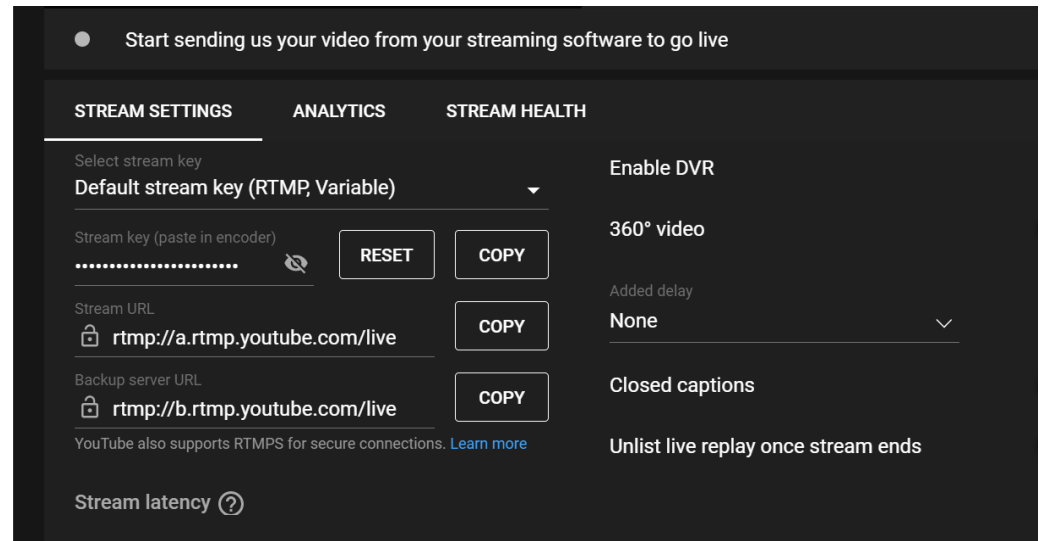 Start sending us your video from your streaming software to go live
STREAM SETTINGS ANALYTICS STREAM HEALTH
Select stream key
Default stream key (RTMP, Variable)
Stream key (paste in encoder)
•••••••••••••••••••••••• RESET COPY
Stream URL
rtmp://a.rtmp.youtube.com/live COPY
Backup server URL
rtmp://b.rtmp.youtube.com/live COPY
YouTube also supports RTMPS for secure connections. Learn more
Stream latency ?
Enable DVR
360° video
Added delay
None
Closed captions
Unlist live replay once stream ends